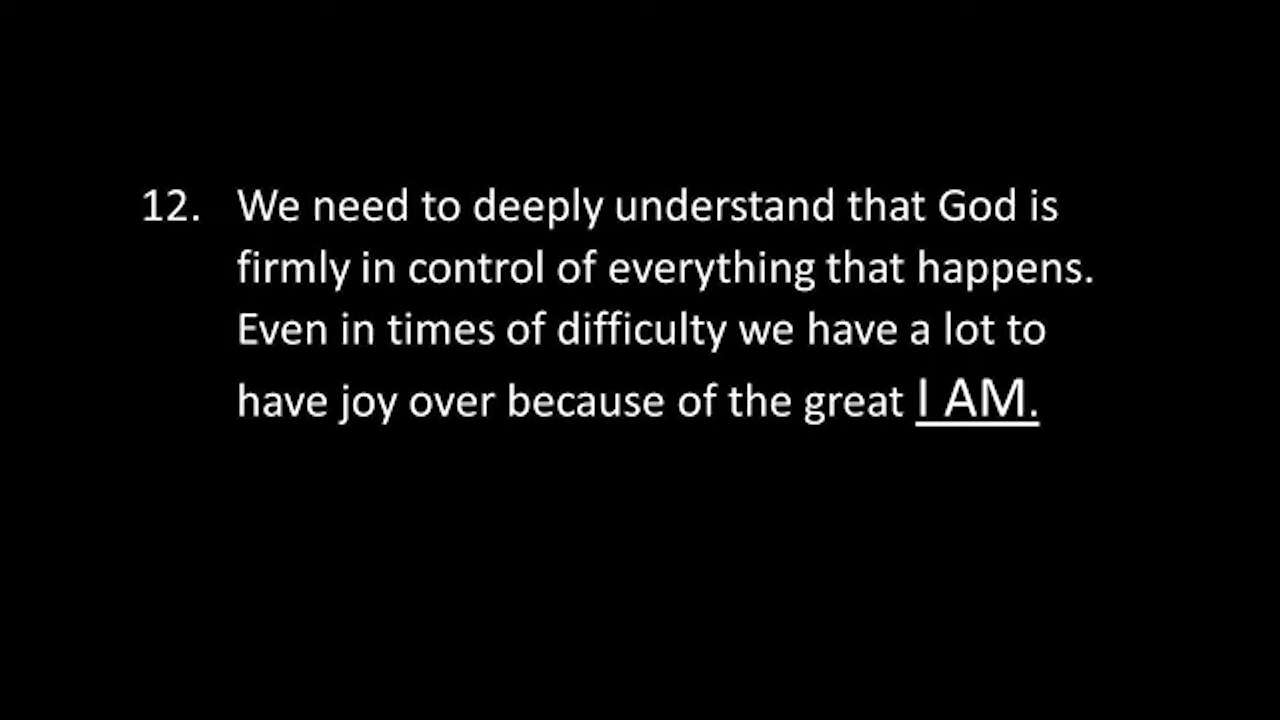 12. We need to deeply understand that God is
firmly in control of everything that happens.
Even in times of difficulty we have a lot to
have joy over because of the great I AM.